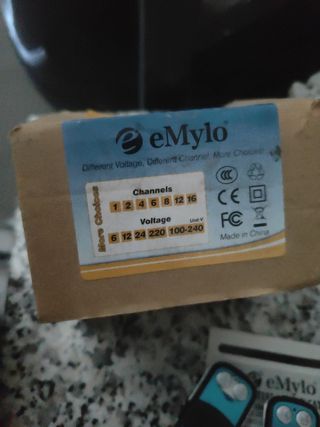 eMylo®
Different Voltage, Different Channel, More Choices!
More Choices
Channels
1 2 4 6 8 12 16
Voltage Unit:V
6 12 24 220 100-240
CCC
CE
FC
Made in China
eMylo